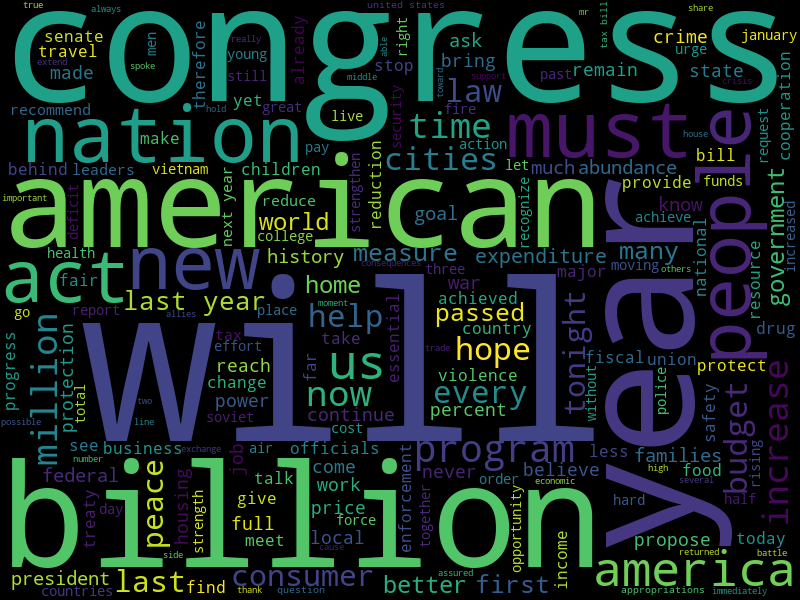 true
always
united states
mr
share
congress
senate
travel
men
young
really
therefore
made
spoke
still
already
able
right
ask
bring
stop
past
remain
tax bill
crime
urge
january
state
cooperation
extend
middle
toward
support
crisis
recommend
yet
great
hold
live
security
fire
law
nation
make
pay
time
must
house
people
request
behind
leaders
vietnam
children
cities
action
let
much
abundance
bill
important
american
next year
reduce
college
strengthen
reduction
goal
recognize
provide
funds
know
achieve
government
increased
deficit
world
history
measure
expenditure
many
national
health
fair
act
new
home
consequences
three
major
moving
others
resource
drug
go
report
last year
moment
place
allies
help
essential
war
achieved
passed
country
tonight
year
progress
million
protection
total
tax
effort
take
us
trade
hope
without
fiscal
union
protect
two
reach
change
far
now
violence
every
police
safety
increase
possible
line
will
power
soviet
continue
percent
budget
cost
see
business
exchange
air
officials
program
never
believe
less
families
rising
number
federal
job
talk
come
order
high
food
several
treaty
day
peace
housing
strength
give
work
price
enforcement
together
economic
opportunity
hard
half
billion
full
force
local
meet
income
propose
today
side
cause
returned
battle
president
last
find
consumer
better
first
america
countries
thank
question
assured
appropriations
immediately